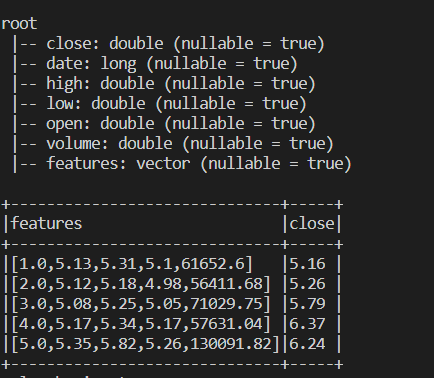 root
 |-- close: double (nullable = true)
 |-- date: long (nullable = true)
 |-- high: double (nullable = true)
 |-- low: double (nullable = true)
 |-- open: double (nullable = true)
 |-- volume: double (nullable = true)
 |-- features: vector (nullable = true)
+------------------------------+-----+
|features                      |close|
+------------------------------+-----+
|[1.0,5.13,5.31,5.1,61652.6]   |5.16 |
|[2.0,5.12,5.18,4.98,56411.68] |5.26 |
|[3.0,5.08,5.25,5.05,71029.75] |5.79 |
|[4.0,5.17,5.34,5.17,57631.04] |6.37 |
|[5.0,5.35,5.82,5.26,130091.82]|6.24 |
+------------------------------+-----+